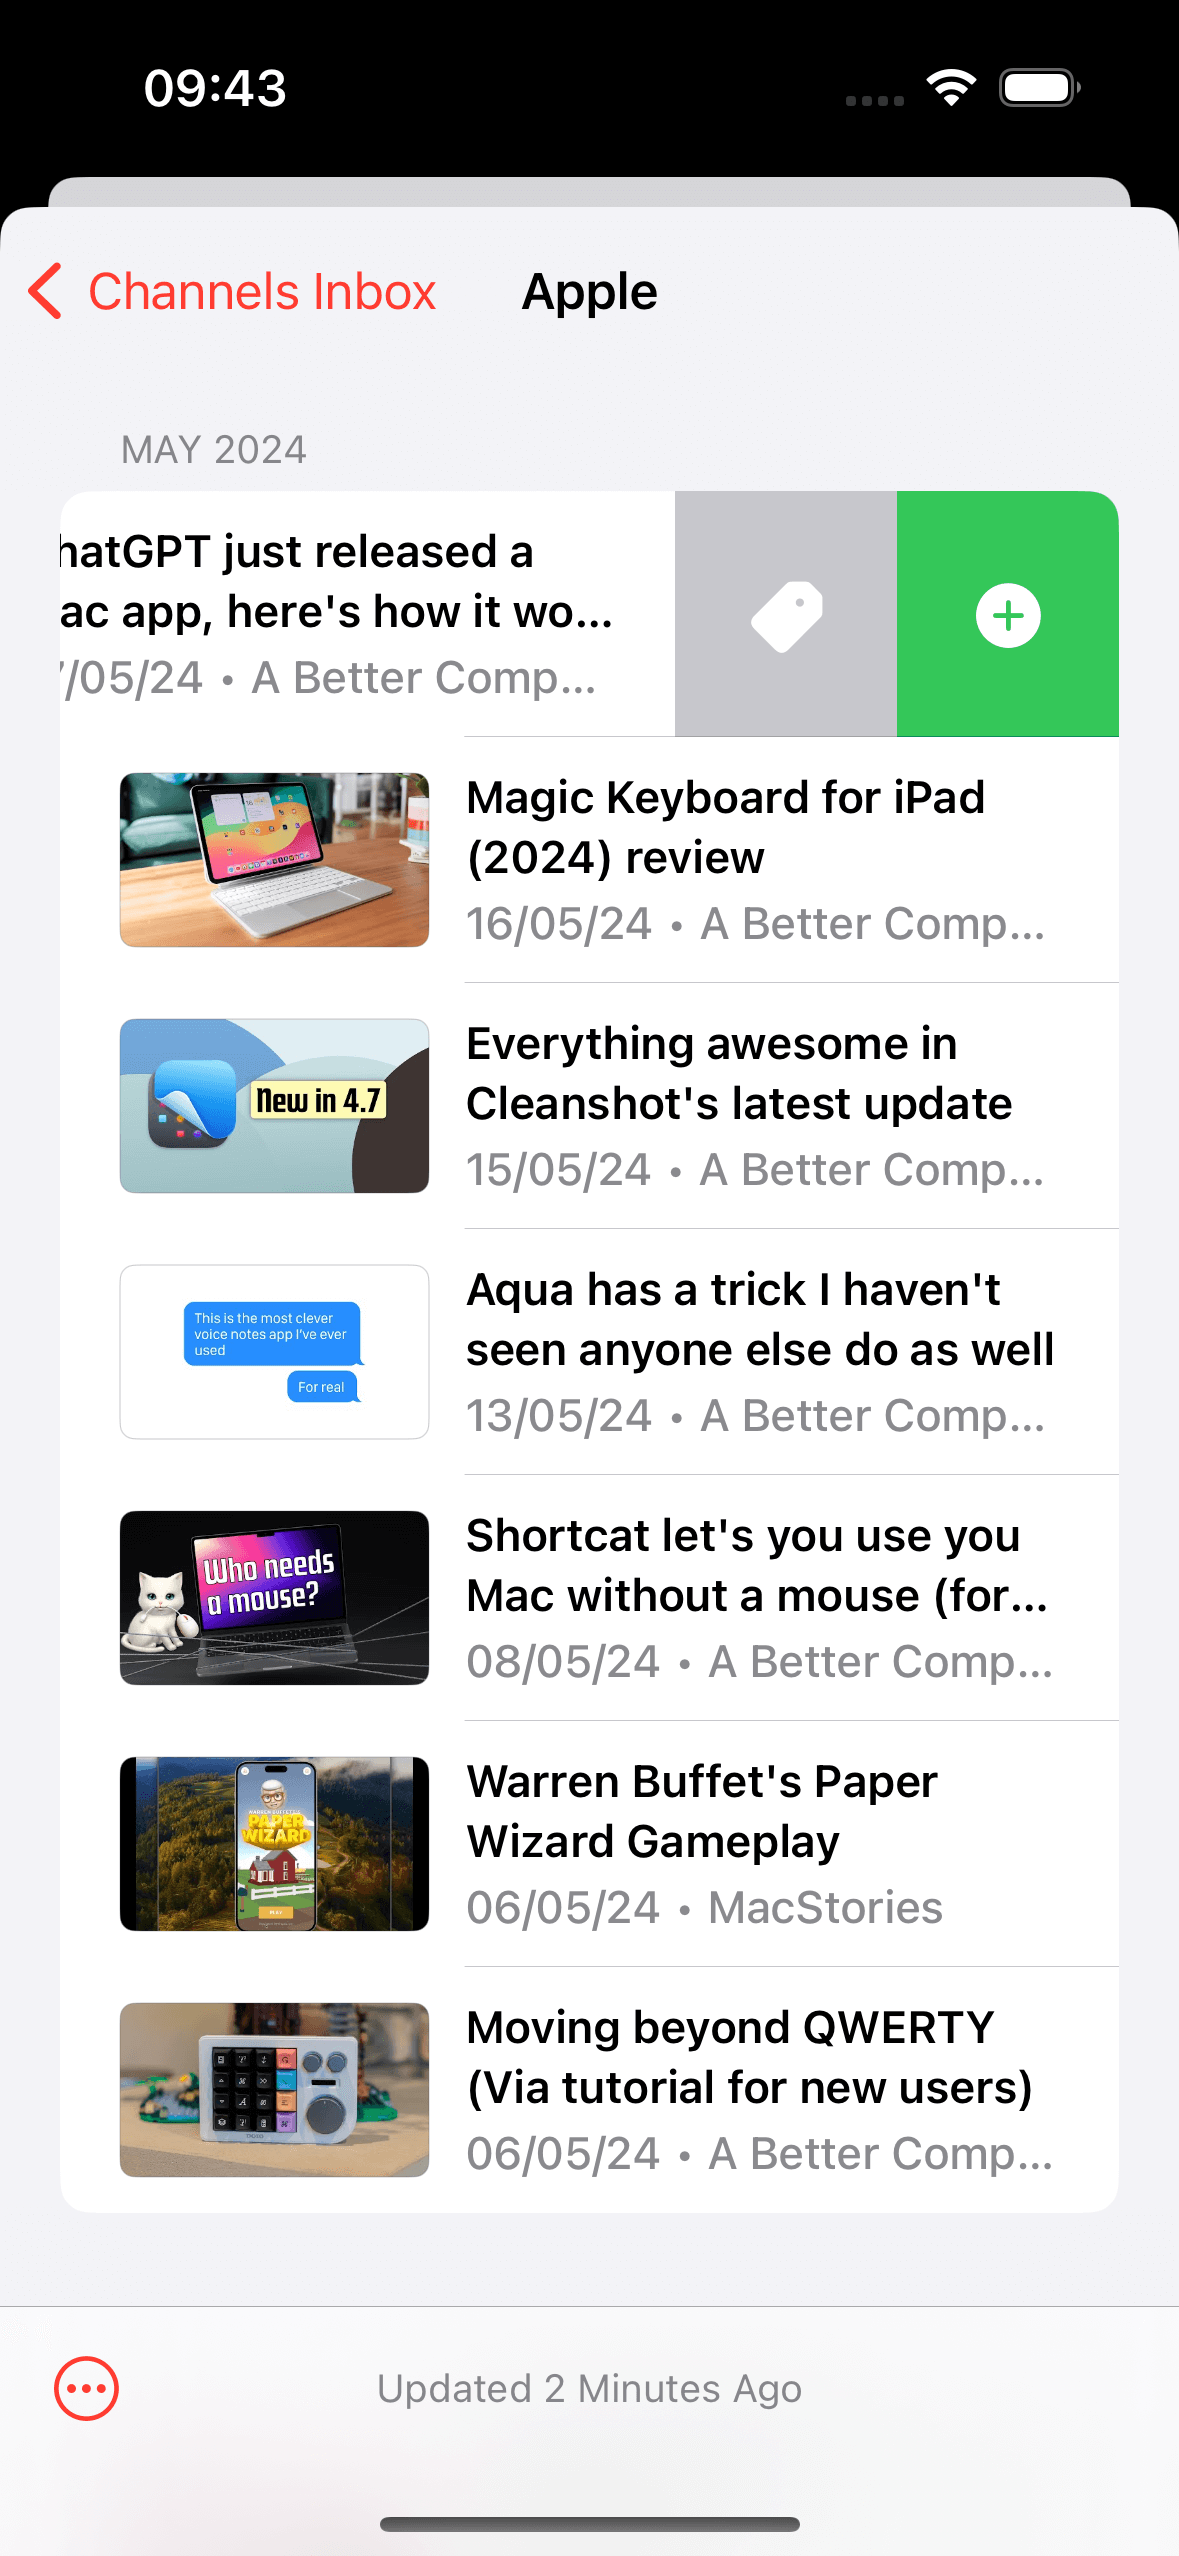 09:43
Channels Inbox
Apple
MAY 2024
hatGPT just released a
ac app, here's how it wo...
/05/24 • A Better Comp...
Magic Keyboard for iPad
(2024) review
16/05/24 • A Better Comp...
New in 4.7
Everything awesome in
Cleanshot's latest update
15/05/24 • A Better Comp...
This is the most clever
voice notes app I've ever
used
For real
Aqua has a trick I haven't
seen anyone else do as well
13/05/24 • A Better Comp...
Who needs
a mouse?
Shortcat let's you use you
Mac without a mouse (for...
08/05/24 • A Better Comp...
WARREN BUFFET'S
PAPER
WIZARD
Warren Buffet's Paper
Wizard Gameplay
06/05/24 • MacStories
Moving beyond QWERTY
(Via tutorial for new users)
06/05/24 • A Better Comp...
Updated 2 Minutes Ago